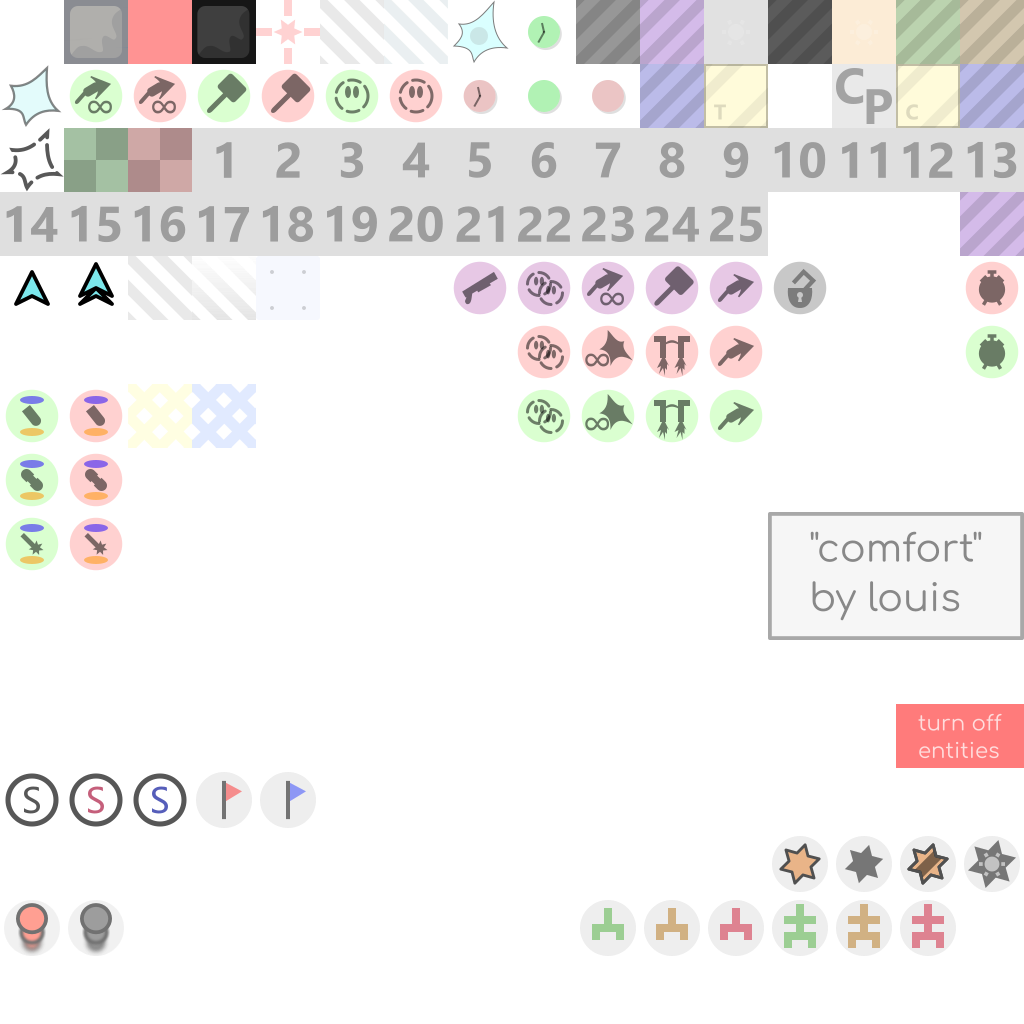 T
CP
C
1 2 3 4 5 6 7 8 9 10 11 12 13
14 15 16 17 18 19 20 21 22 23 24 25
"comfort"
by louis
turn off
entities
S S S